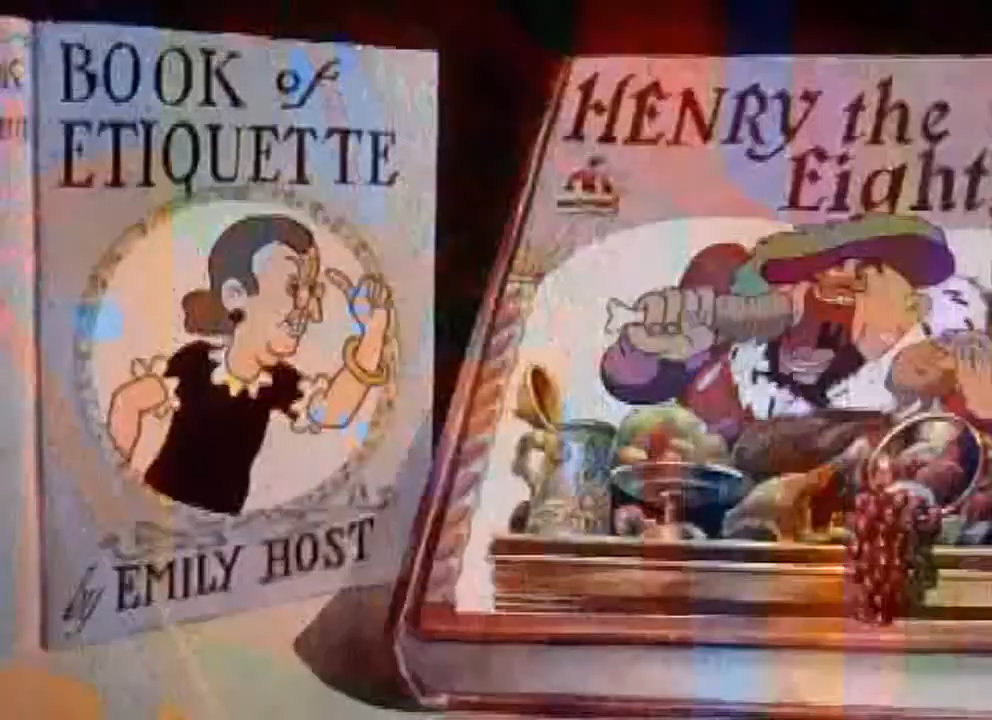 BOOK of
ETIQUETTE
by EMILY HOST
HENRY the
Eight